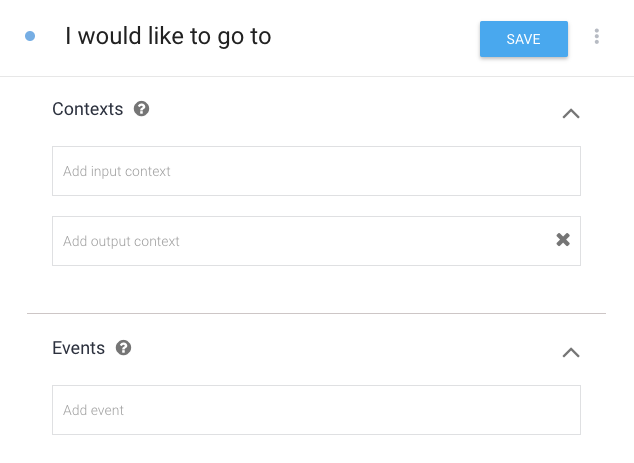 I would like to go to
SAVE
Contexts
Add input context
Add output context
Events
Add event